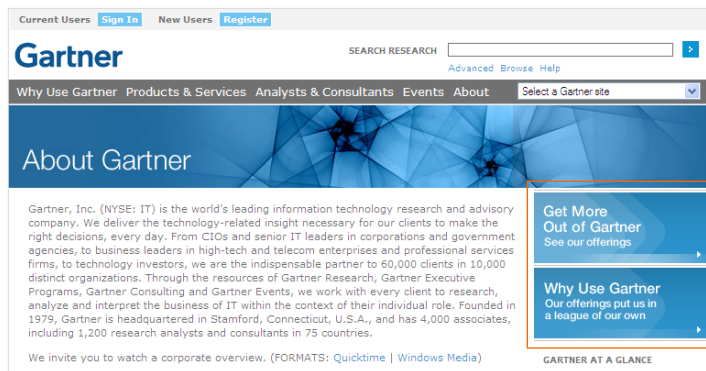 Current Users Sign In New Users Register
Gartner
SEARCH RESEARCH
Advanced Browse Help
Why Use Gartner Products & Services Analysts & Consultants Events About Select a Gartner site
About Gartner
Gartner, Inc. (NYSE: IT) is the world's leading information technology research and advisory
company. We deliver the technology-related insight necessary for our clients to make the
right decisions, every day. From CIOs and senior IT leaders in corporations and government
agencies, to business leaders in high-tech and telecom enterprises and professional services
firms, to technology investors, we are the indispensable partner to 60,000 clients in 10,000
distinct organizations. Through the resources of Gartner Research, Gartner Executive
Programs, Gartner Consulting and Gartner Events, we work with every client to research,
analyze and interpret the business of IT within the context of their individual role. Founded in
1979, Gartner is headquartered in Stamford, Connecticut, U.S.A., and has 4,000 associates,
including 1,200 research analysts and consultants in 75 countries.
We invite you to watch a corporate overview. (FORMATS: Quicktime | Windows Media)
Get More
Out of Gartner
See our offerings
Why Use Gartner
Our offerings put us in
a league of our own
GARTNER AT A GLANCE